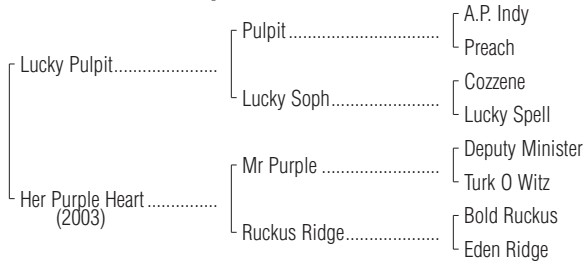 A.P. Indy
Pulpit
Preach
Lucky Pulpit
Cozzene
Lucky Soph
Lucky Spell
Deputy Minister
Mr Purple
Turk O Witz
Her Purple Heart
(2003)
Bold Ruckus
Ruckus Ridge
Eden Ridge